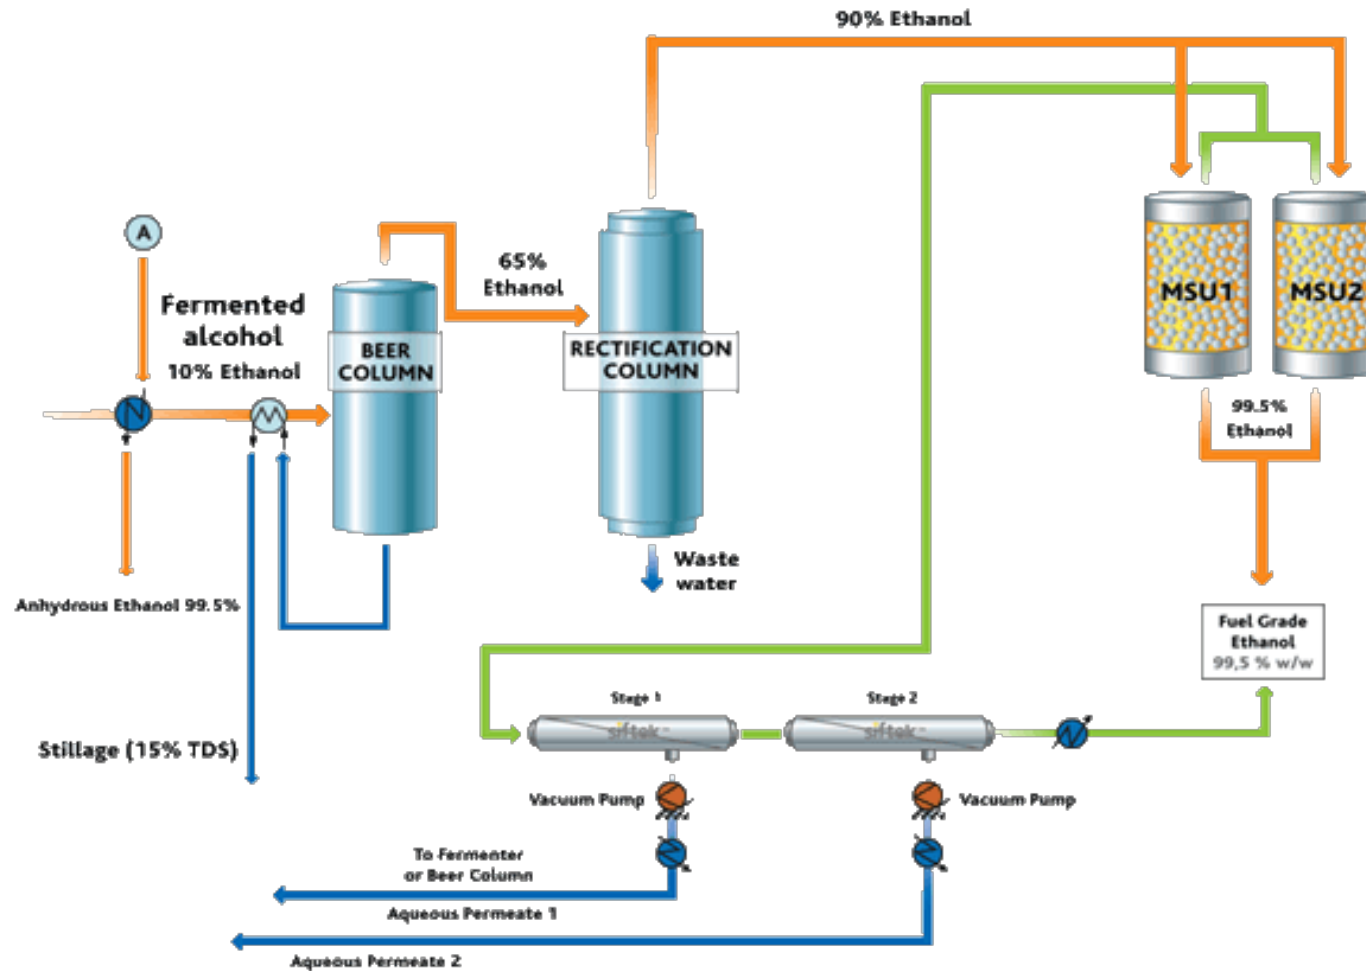 90% Ethanol
A
Fermented
alcohol
10% Ethanol
65%
Ethanol
BEER
COLUMN
RECTIFICATION
COLUMN
MSU1
MSU2
99.5%
Ethanol
Waste
water
Anhydrous Ethanol 99.5%
Fuel Grade
Ethanol
99,5 % w/w
Stage 1
Stage 2
siftek™
siftek™
Stillage (15% TDS)
Vacuum Pump
Vacuum Pump
To Fermenter
or Beer Column
Aqueous Permeate 1
Aqueous Permeate 2